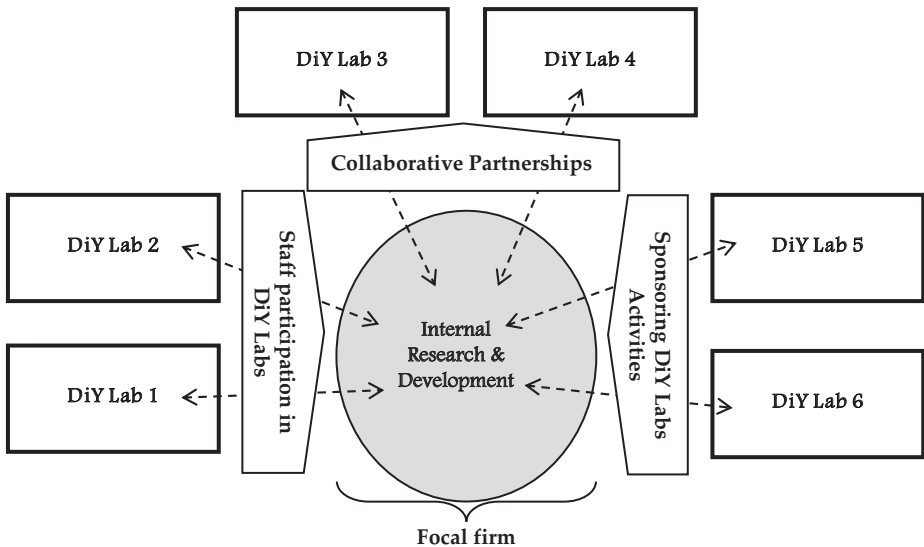 DiY Lab 3
DiY Lab 4
Collaborative Partnerships
DiY Lab 2
DiY Lab 1
Staff participation in
DiY Labs
Internal
Research &
Development
Sponsoring DiY Labs
Activities
DiY Lab 5
DiY Lab 6
Focal firm